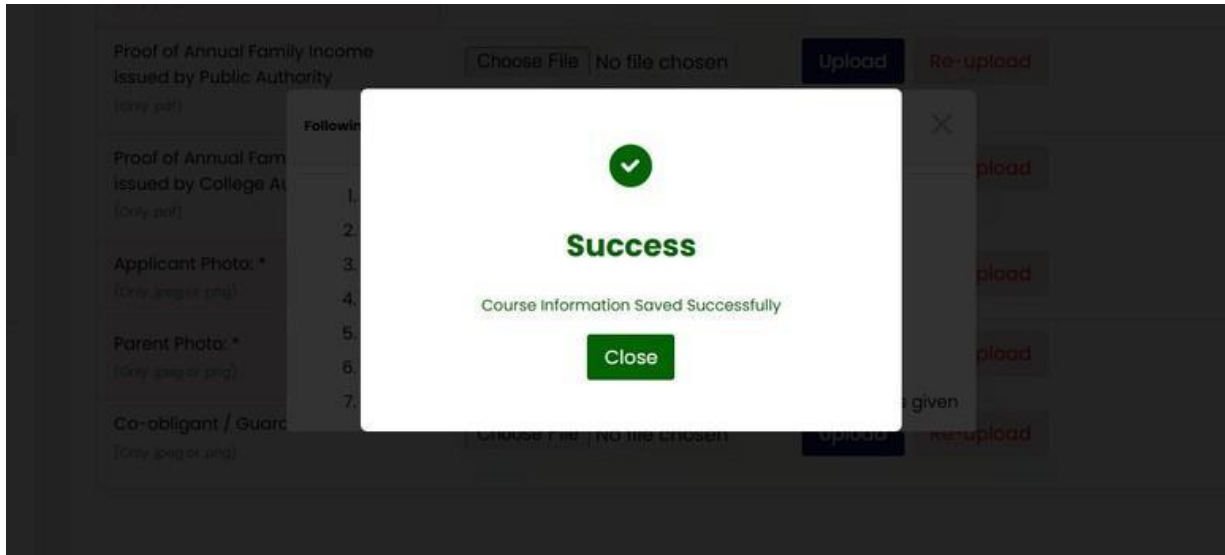 Proof of Annual Family Income
issued by Public Authority
(Only .pdf)
Choose File No file chosen
Upload
Re-upload
Followin
Proof of Annual Fam
issued by College Au
(Only .pdf)
pload
1.
2.
Success
Applicant Photo: *
(Only .jpeg or .png)
3.
pload
4.
Course Information Saved Successfully
Parent Photo: *
(Only .jpeg or .png)
5.
6.
Close
pload
7.
given
Co-obligant / Guard
(Only .jpeg or .png)
Choose File No file chosen
Upload
Re-upload